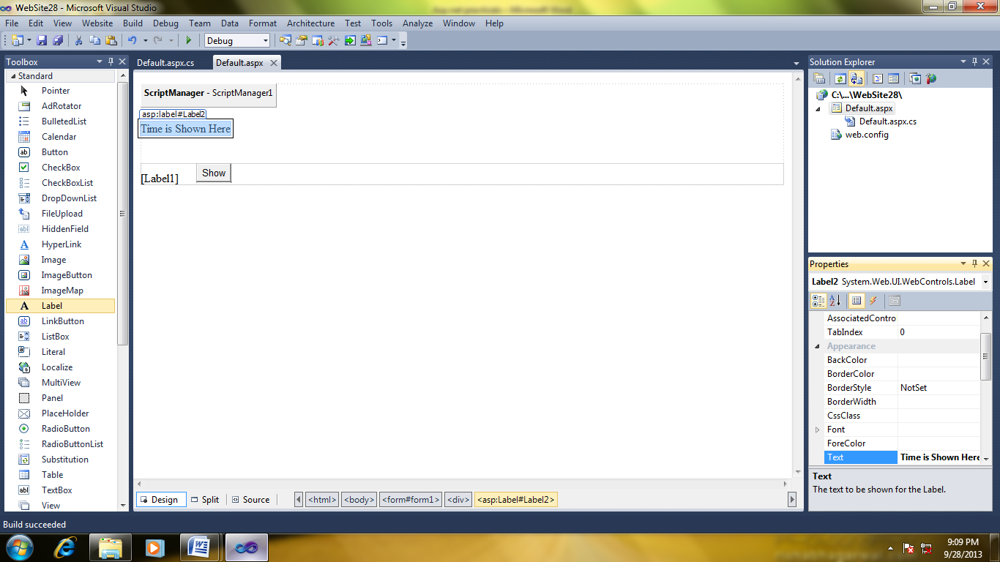 WebSite28 - Microsoft Visual Studio
File Edit View Website Build Debug Team Data Format Architecture Test Tools Analyze Window Help
Debug
Toolbox
Standard
Pointer
AdRotator
BulletedList
Calendar
Button
CheckBox
CheckBoxList
DropDownList
FileUpload
HiddenField
HyperLink
Image
ImageButton
ImageMap
Label
LinkButton
ListBox
Literal
Localize
MultiView
Panel
PlaceHolder
RadioButton
RadioButtonList
Substitution
Table
TextBox
View
Default.aspx.cs Default.aspx
ScriptManager - ScriptManager1
asp:label#Label2
Time is Shown Here
[Label1] Show
Design Split Source <html> <body> <form#form1> <div> <asp:Label#Label2>
Solution Explorer
C:\...\WebSite28\
Default.aspx
Default.aspx.cs
web.config
Properties
Label2 System.Web.UI.WebControls.Label
AssociatedContro
TabIndex 0
Appearance
BackColor
BorderColor
BorderStyle NotSet
BorderWidth
CssClass
Font
ForeColor
Text Time is Shown Here
Text
The text to be shown for the Label.
Build succeeded
9:09 PM
9/28/2013